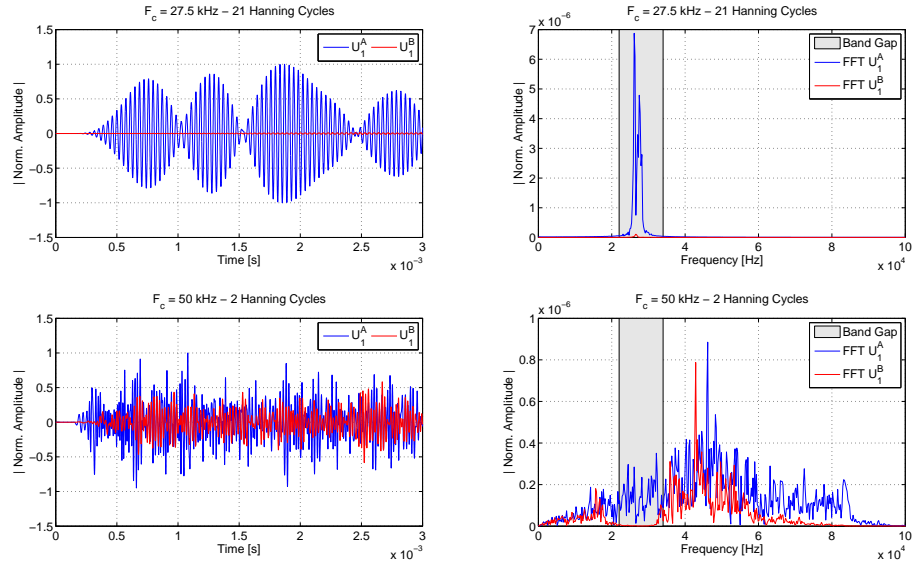 F_c = 27.5 kHz − 21 Hanning Cycles
| Norm. Amplitude |
1.5
1
0.5
0
−0.5
−1
−1.5
U_1^A U_1^B
0 0.5 1 1.5 2 2.5 3
Time [s]
x 10^−3
F_c = 27.5 kHz − 21 Hanning Cycles
x 10^−6
| Norm. Amplitude |
7
6
5
4
3
2
1
0
Band Gap
FFT U_1^A
FFT U_1^B
0 2 4 6 8 10
Frequency [Hz]
x 10^4
F_c = 50 kHz − 2 Hanning Cycles
| Norm. Amplitude |
1.5
1
0.5
0
−0.5
−1
−1.5
U_1^A U_1^B
0 0.5 1 1.5 2 2.5 3
Time [s]
x 10^−3
F_c = 50 kHz − 2 Hanning Cycles
x 10^−6
| Norm. Amplitude |
1
0.8
0.6
0.4
0.2
0
Band Gap
FFT U_1^A
FFT U_1^B
0 2 4 6 8 10
Frequency [Hz]
x 10^4